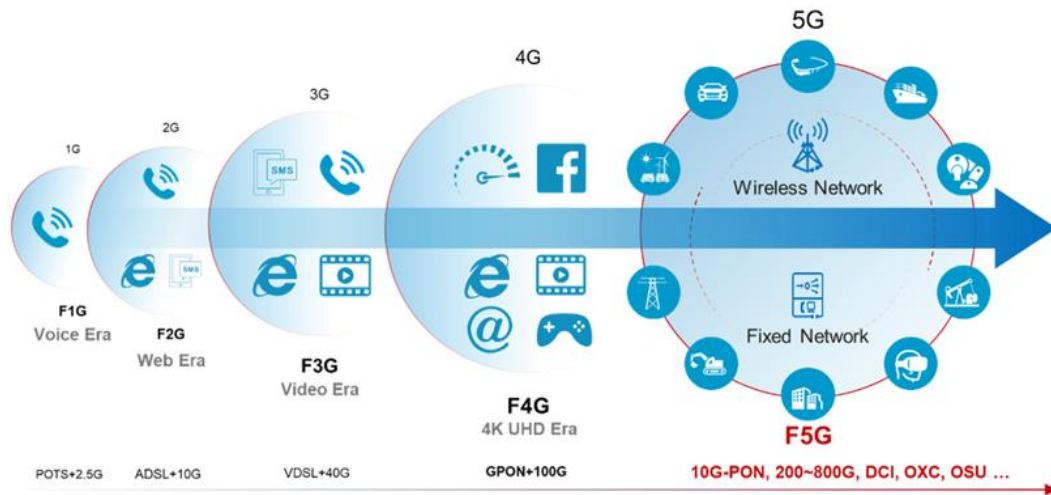 1G
2G
3G
4G
5G
SMS
SMS
Wireless Network
Fixed Network
F1G
Voice Era
F2G
Web Era
F3G
Video Era
F4G
4K UHD Era
F5G
POTS+2.5G
ADSL+10G
VDSL+40G
GPON+100G
10G-PON, 200~800G, DCI, OXC, OSU ...